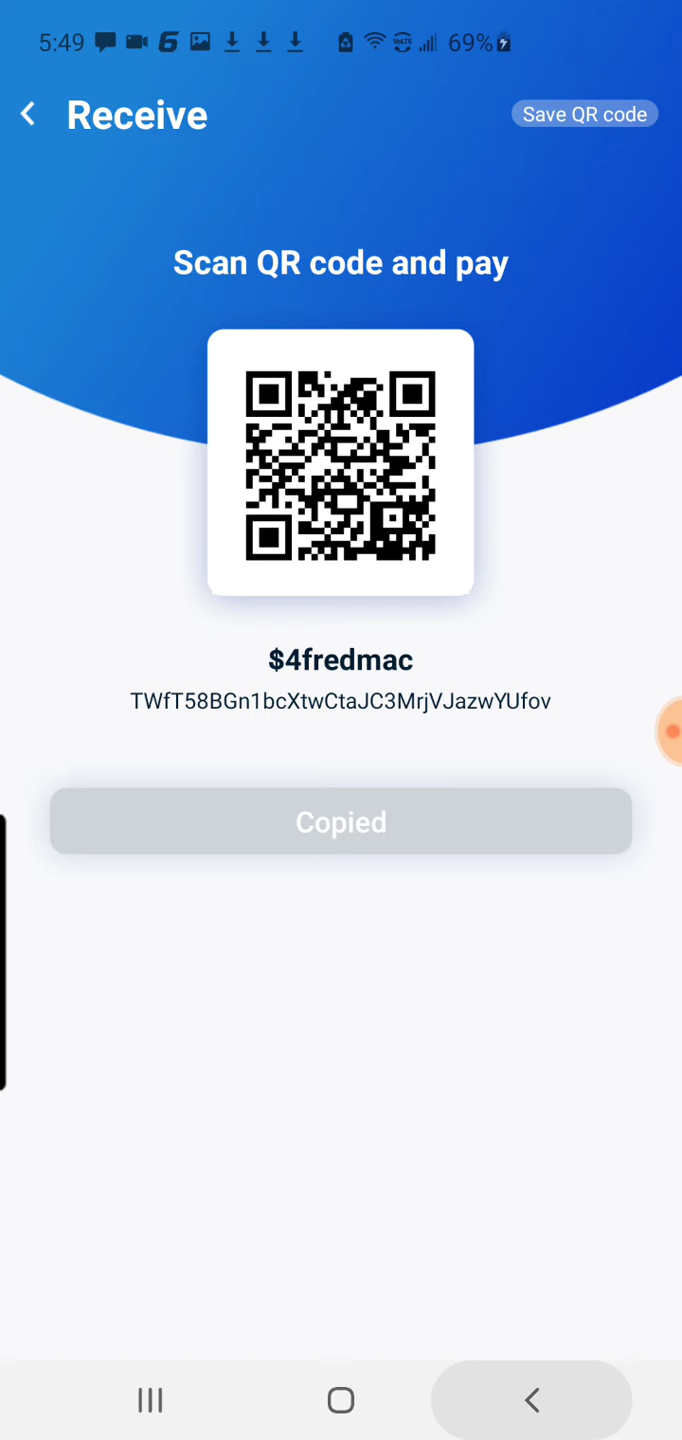 5:49 69%
Receive
Save QR code
Scan QR code and pay
$4fredmac
TWfT58BGn1bcXtwCtaJC3MrjVJazwYUfov
Copied